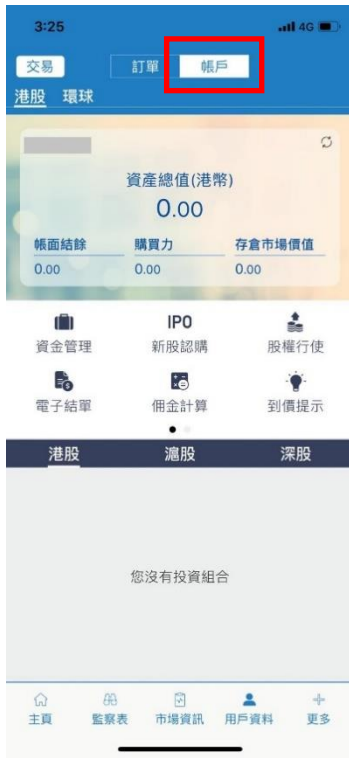 3:25 4G
交易 訂單 帳戶
港股 環球
資產總值(港幣)
0.00
帳面結餘 購買力 存倉市場價值
0.00 0.00 0.00
IPO
資金管理 新股認購 股權行使
電子結單 佣金計算 到價提示
港股 滬股 深股
您沒有投資組合
主頁 監察表 市場資訊 用戶資料 更多